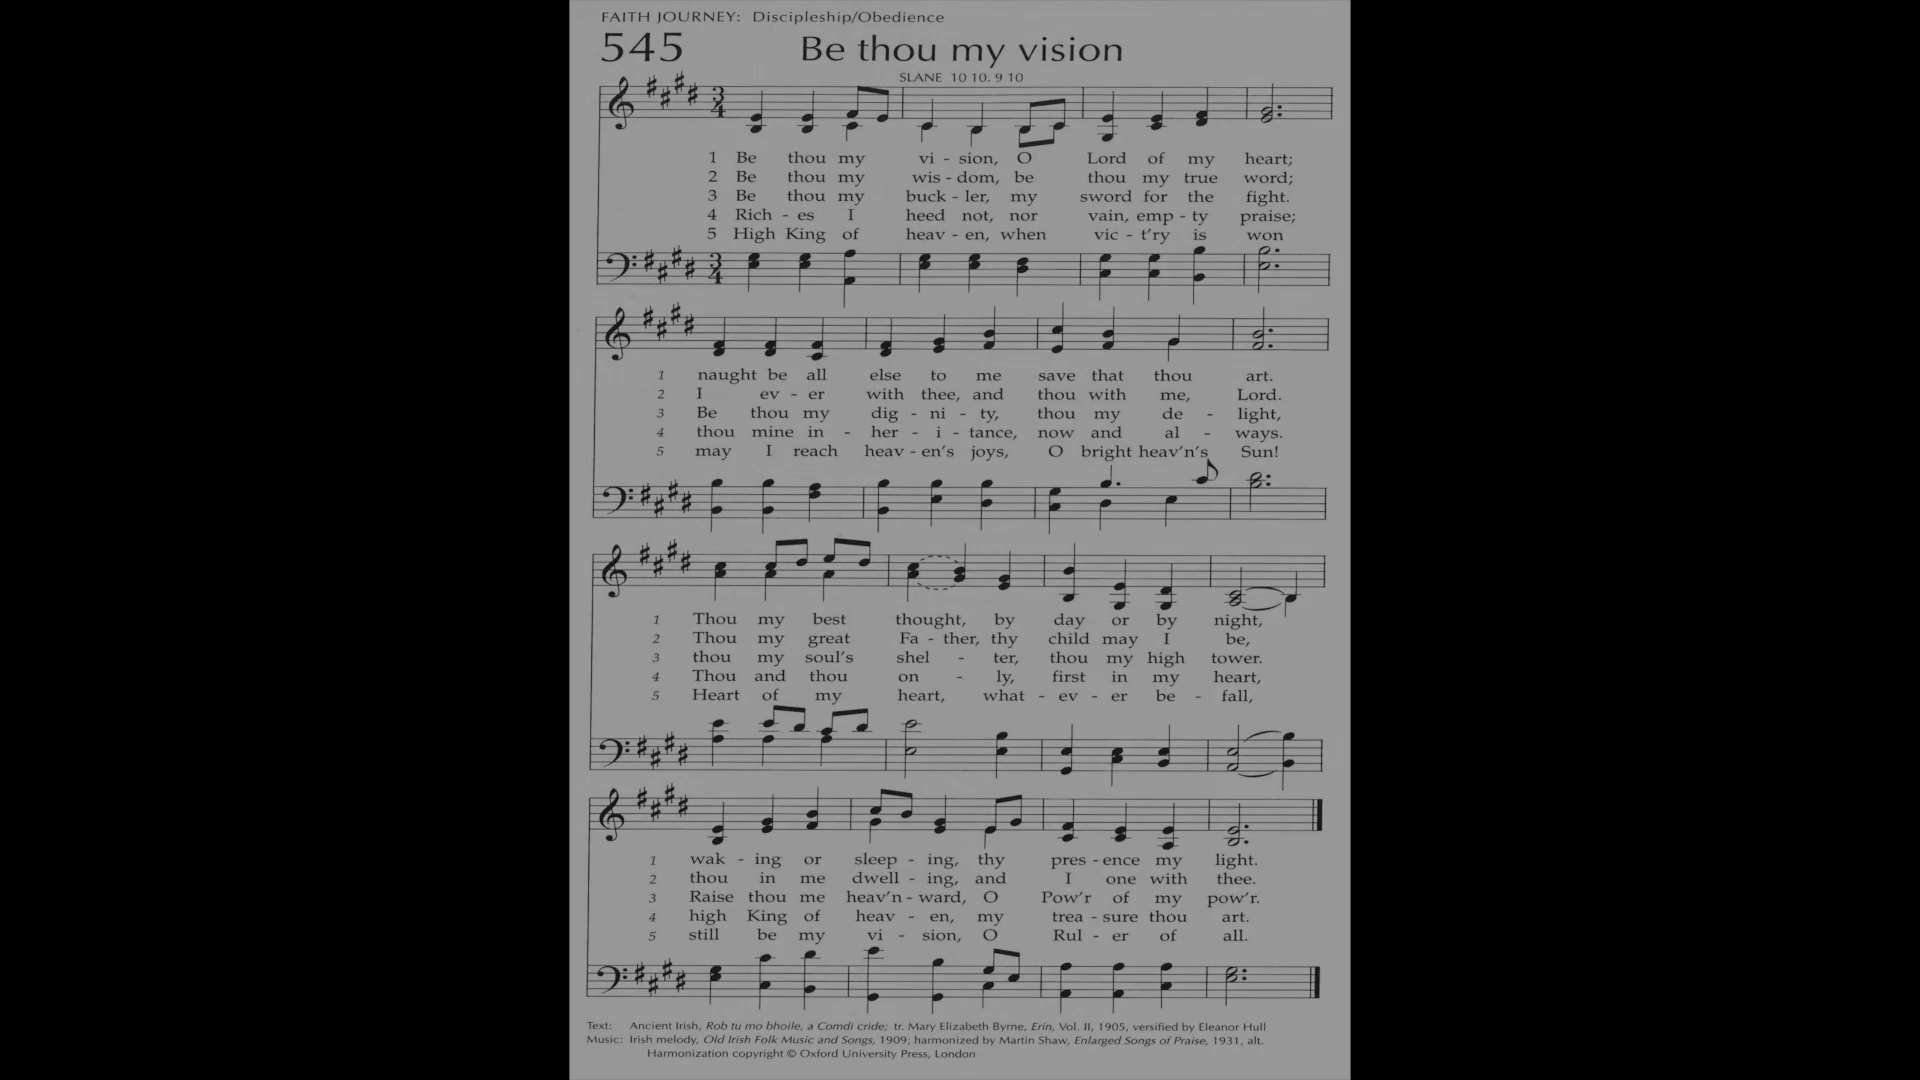 FAITH JOURNEY: Discipleship/Obedience
545 Be thou my vision
SLANE 10 10. 9 10
1 Be thou my vi - sion, O Lord of my heart;
2 Be thou my wis - dom, be thou my true word;
3 Be thou my buck - ler, my sword for the fight.
4 Rich - es I heed not, nor vain, emp - ty praise;
5 High King of heav - en, when vic - t'ry is won
1 naught be all else to me save that thou art.
2 I ev - er with thee, and thou with me, Lord.
3 Be thou my dig - ni - ty, thou my de - light,
4 thou mine in - her - i - tance, now and al - ways.
5 may I reach heav - en's joys, O bright heav'n's Sun!
1 Thou my best thought, by day or by night,
2 Thou my great Fa - ther, thy child may I be,
3 thou my soul's shel - ter, thou my high tower.
4 Thou and thou on - ly, first in my heart,
5 Heart of my heart, what - ev - er be - fall,
1 wak - ing or sleep - ing, thy pres - ence my light.
2 thou in me dwell - ing, and I one with thee.
3 Raise thou me heav'n - ward, O Pow'r of my pow'r.
4 high King of heav - en, my trea - sure thou art.
5 still be my vi - sion, O Rul - er of all.
Text: Ancient Irish, Rob tu mo bhoile, a Comdi cride; tr. Mary Elizabeth Byrne, Erin, Vol. II, 1905, versified by Eleanor Hull
Music: Irish melody, Old Irish Folk Music and Songs, 1909; harmonized by Martin Shaw, Enlarged Songs of Praise, 1931, alt.
Harmonization copyright © Oxford University Press, London